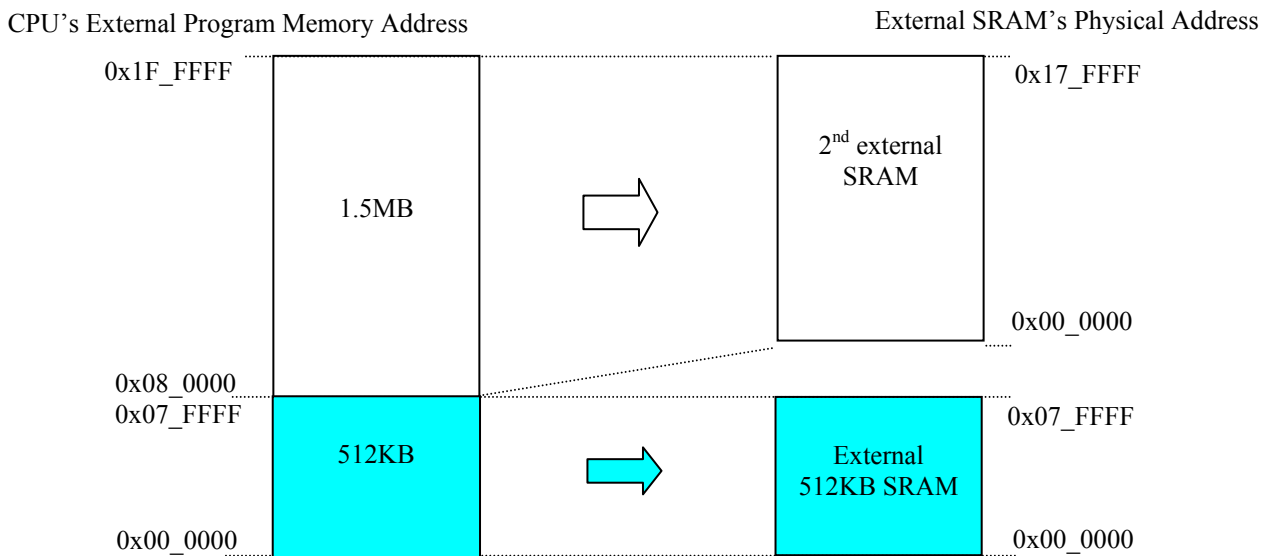 CPU's External Program Memory Address
External SRAM's Physical Address
0x1F_FFFF
0x17_FFFF
2nd external
SRAM
1.5MB
0x00_0000
0x08_0000
0x07_FFFF
0x07_FFFF
512KB
External
512KB SRAM
0x00_0000
0x00_0000